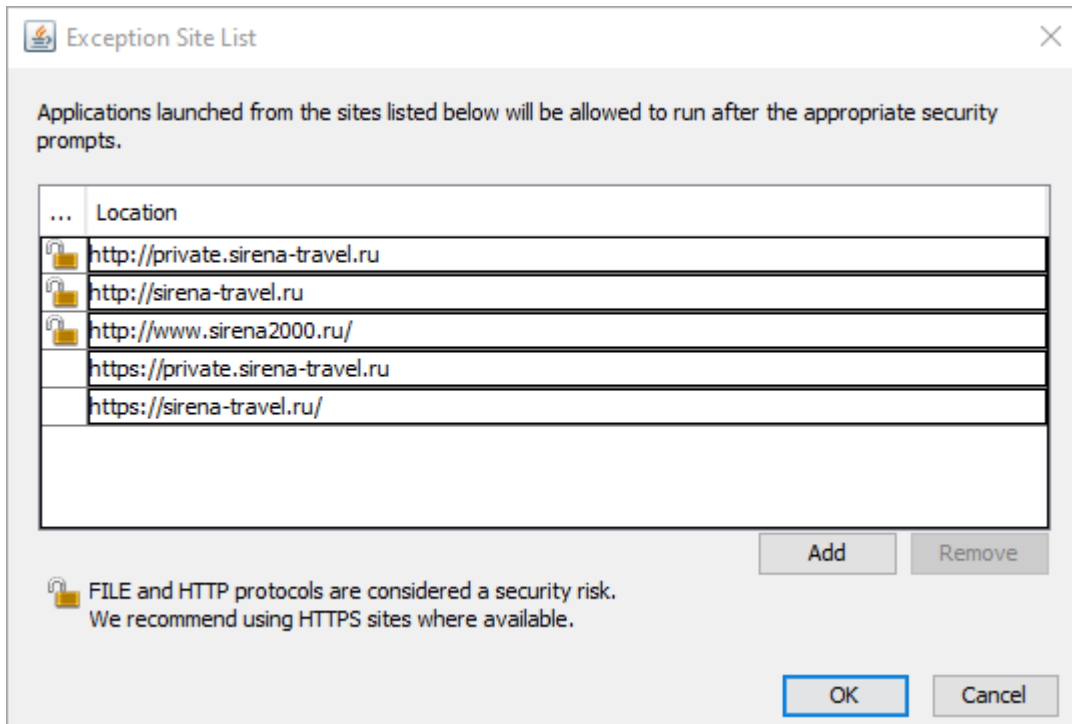 Exception Site List
Applications launched from the sites listed below will be allowed to run after the appropriate security
prompts.
... Location
http://private.sirena-travel.ru
http://sirena-travel.ru
http://www.sirena2000.ru/
https://private.sirena-travel.ru
https://sirena-travel.ru/
Add Remove
FILE and HTTP protocols are considered a security risk.
We recommend using HTTPS sites where available.
OK Cancel